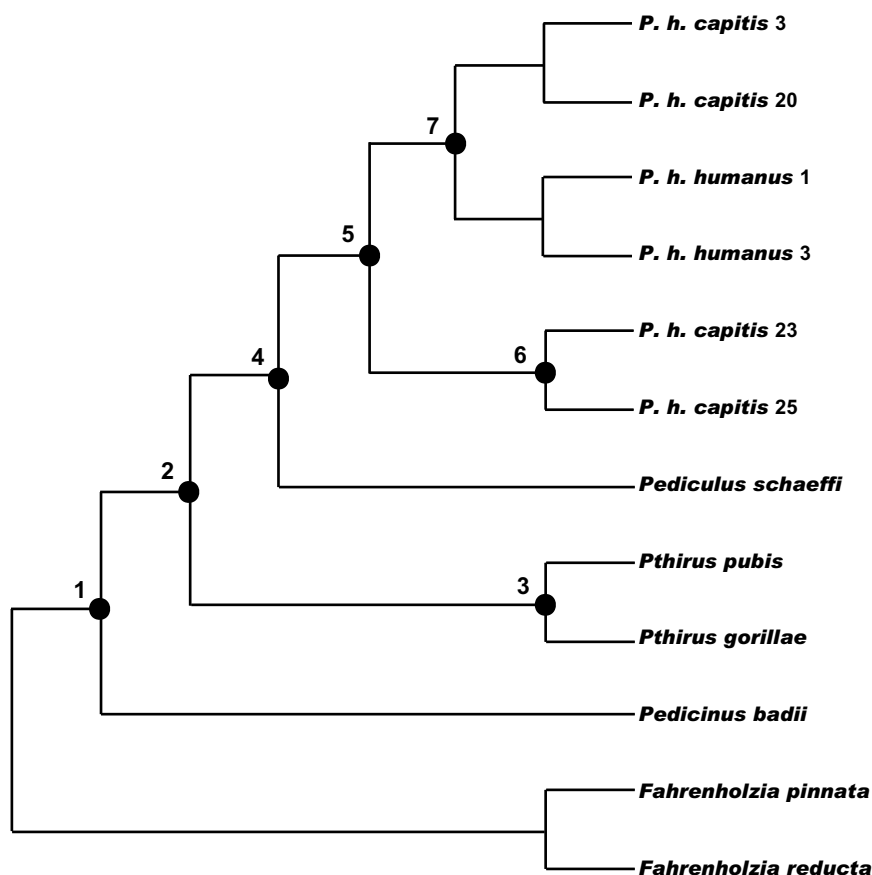 P. h. capitis 3
P. h. capitis 20
7
P. h. humanus 1
5
P. h. humanus 3
P. h. capitis 23
4
6
P. h. capitis 25
2
Pediculus schaeffi
Pthirus pubis
1
3
Pthirus gorillae
Pedicinus badii
Fahrenholzia pinnata
Fahrenholzia reducta